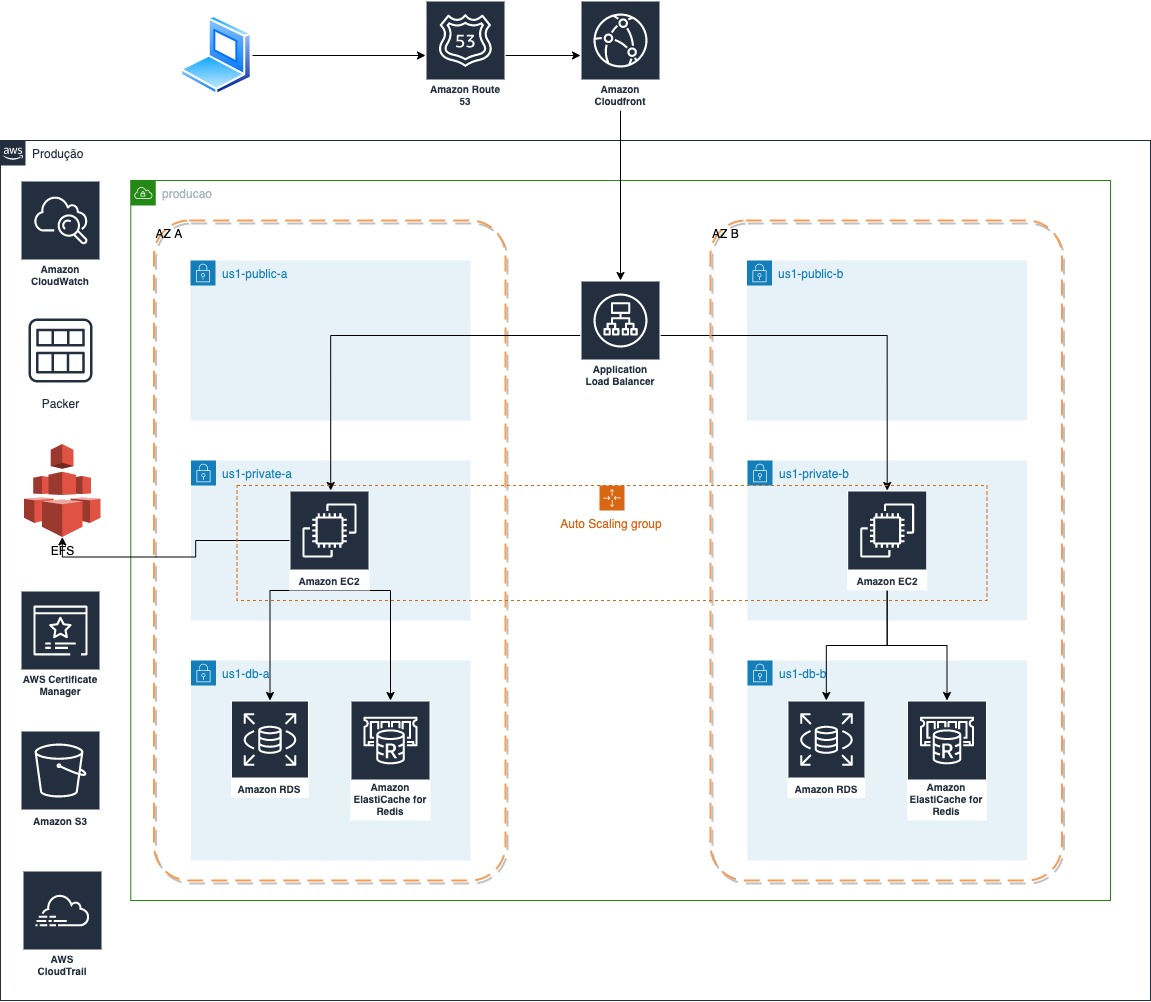 53
Amazon Route
53
Amazon
Cloudfront
aws
Produção
producao
Amazon
CloudWatch
Packer
EFS
AWS Certificate
Manager
Amazon S3
AWS
CloudTrail
AZ A
us1-public-a
Application
Load Balancer
AZ B
us1-public-b
us1-private-a
Amazon EC2
Auto Scaling group
us1-private-b
Amazon EC2
us1-db-a
Amazon RDS
R
Amazon
ElastiCache for
Redis
us1-db-b
Amazon RDS
R
Amazon
ElastiCache for
Redis